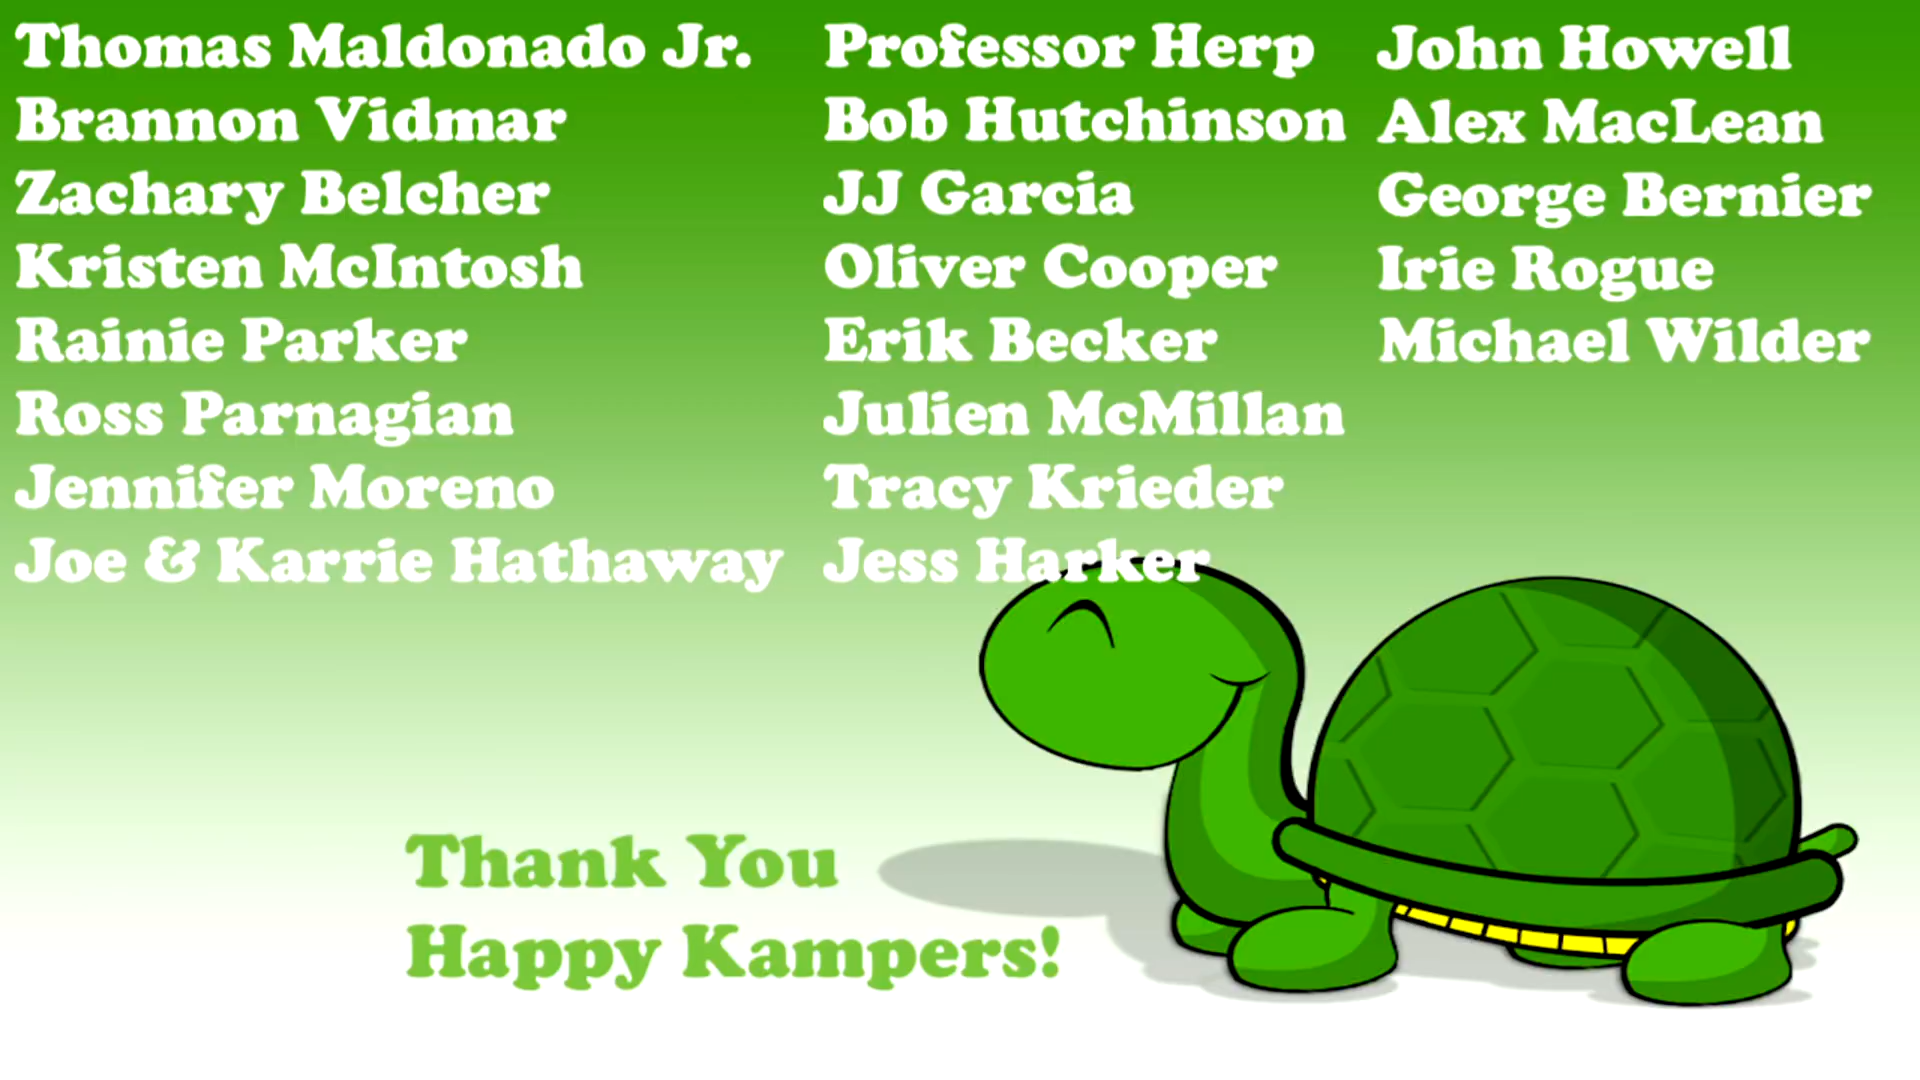 Thomas Maldonado Jr.
Brannon Vidmar
Zachary Belcher
Kristen McIntosh
Rainie Parker
Ross Parnagian
Jennifer Moreno
Joe & Karrie Hathaway
Professor Herp
Bob Hutchinson
JJ Garcia
Oliver Cooper
Erik Becker
Julien McMillan
Tracy Krieder
Jess Harker
John Howell
Alex MacLean
George Bernier
Irie Rogue
Michael Wilder
Thank You
Happy Kampers!